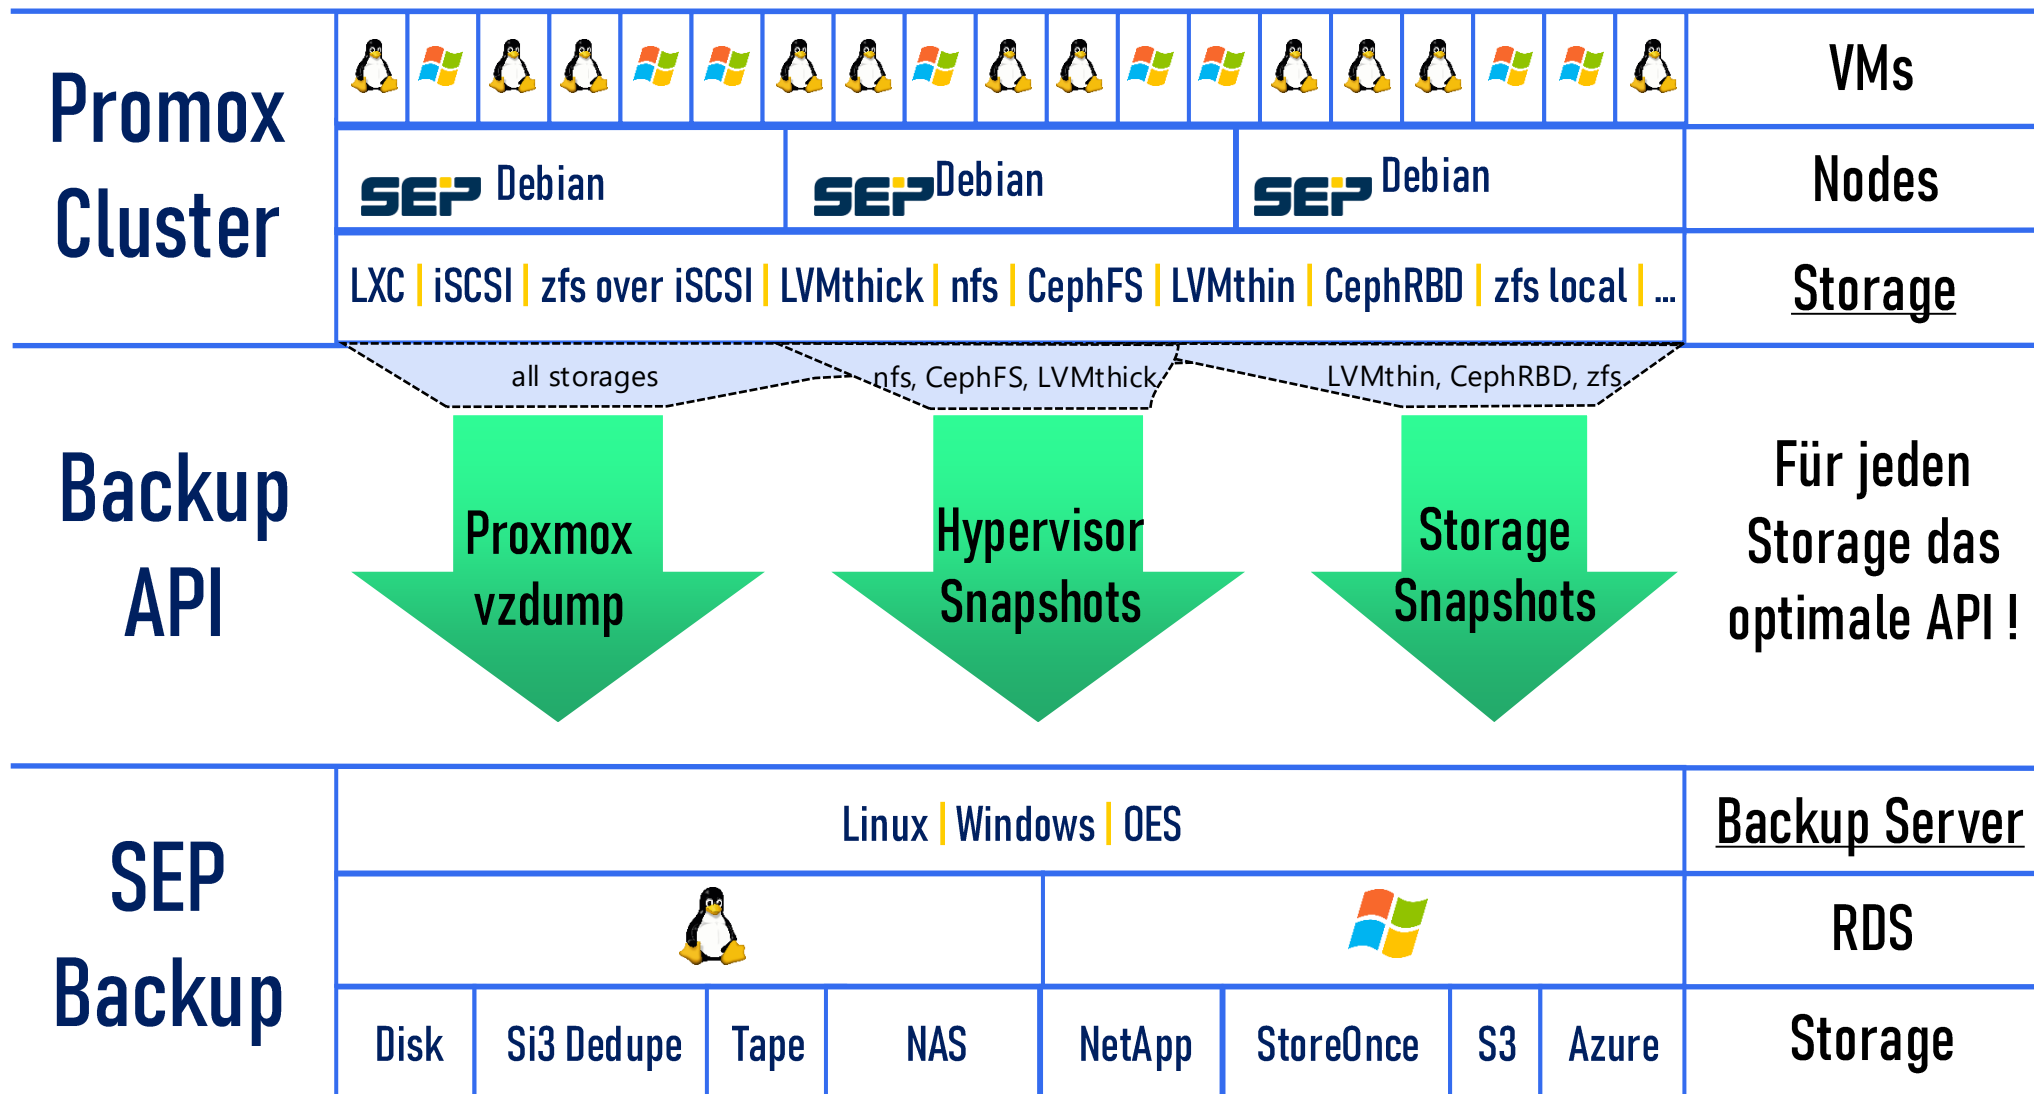 Promox
Cluster
VMs
SEP Debian
SEP Debian
SEP Debian
Nodes
LXC | iSCSI | zfs over iSCSI | LVMthick | nfs | CephFS | LVMthin | CephRBD | zfs local | ...
Storage
all storages
nfs, CephFS, LVMthick
LVMthin, CephRBD, zfs
Backup
API
Proxmox
vzdump
Hypervisor
Snapshots
Storage
Snapshots
Für jeden
Storage das
optimale API !
SEP
Backup
Linux | Windows | OES
Backup Server
RDS
Disk
Si3 Dedupe
Tape
NAS
NetApp
StoreOnce
S3
Azure
Storage